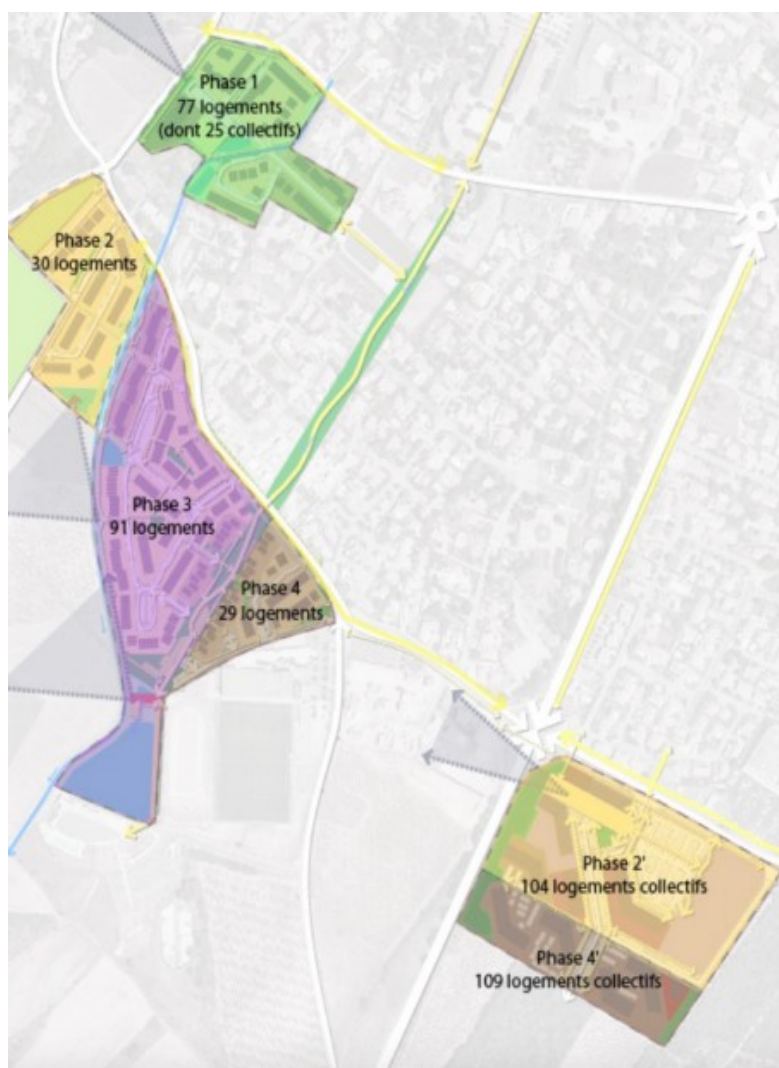 Phase 1
77 logements
(dont 25 collectifs)
Phase 2
30 logements
Phase 3
91 logements
Phase 4
29 logements
Phase 2'
104 logements collectifs
Phase 4'
109 logements collectifs